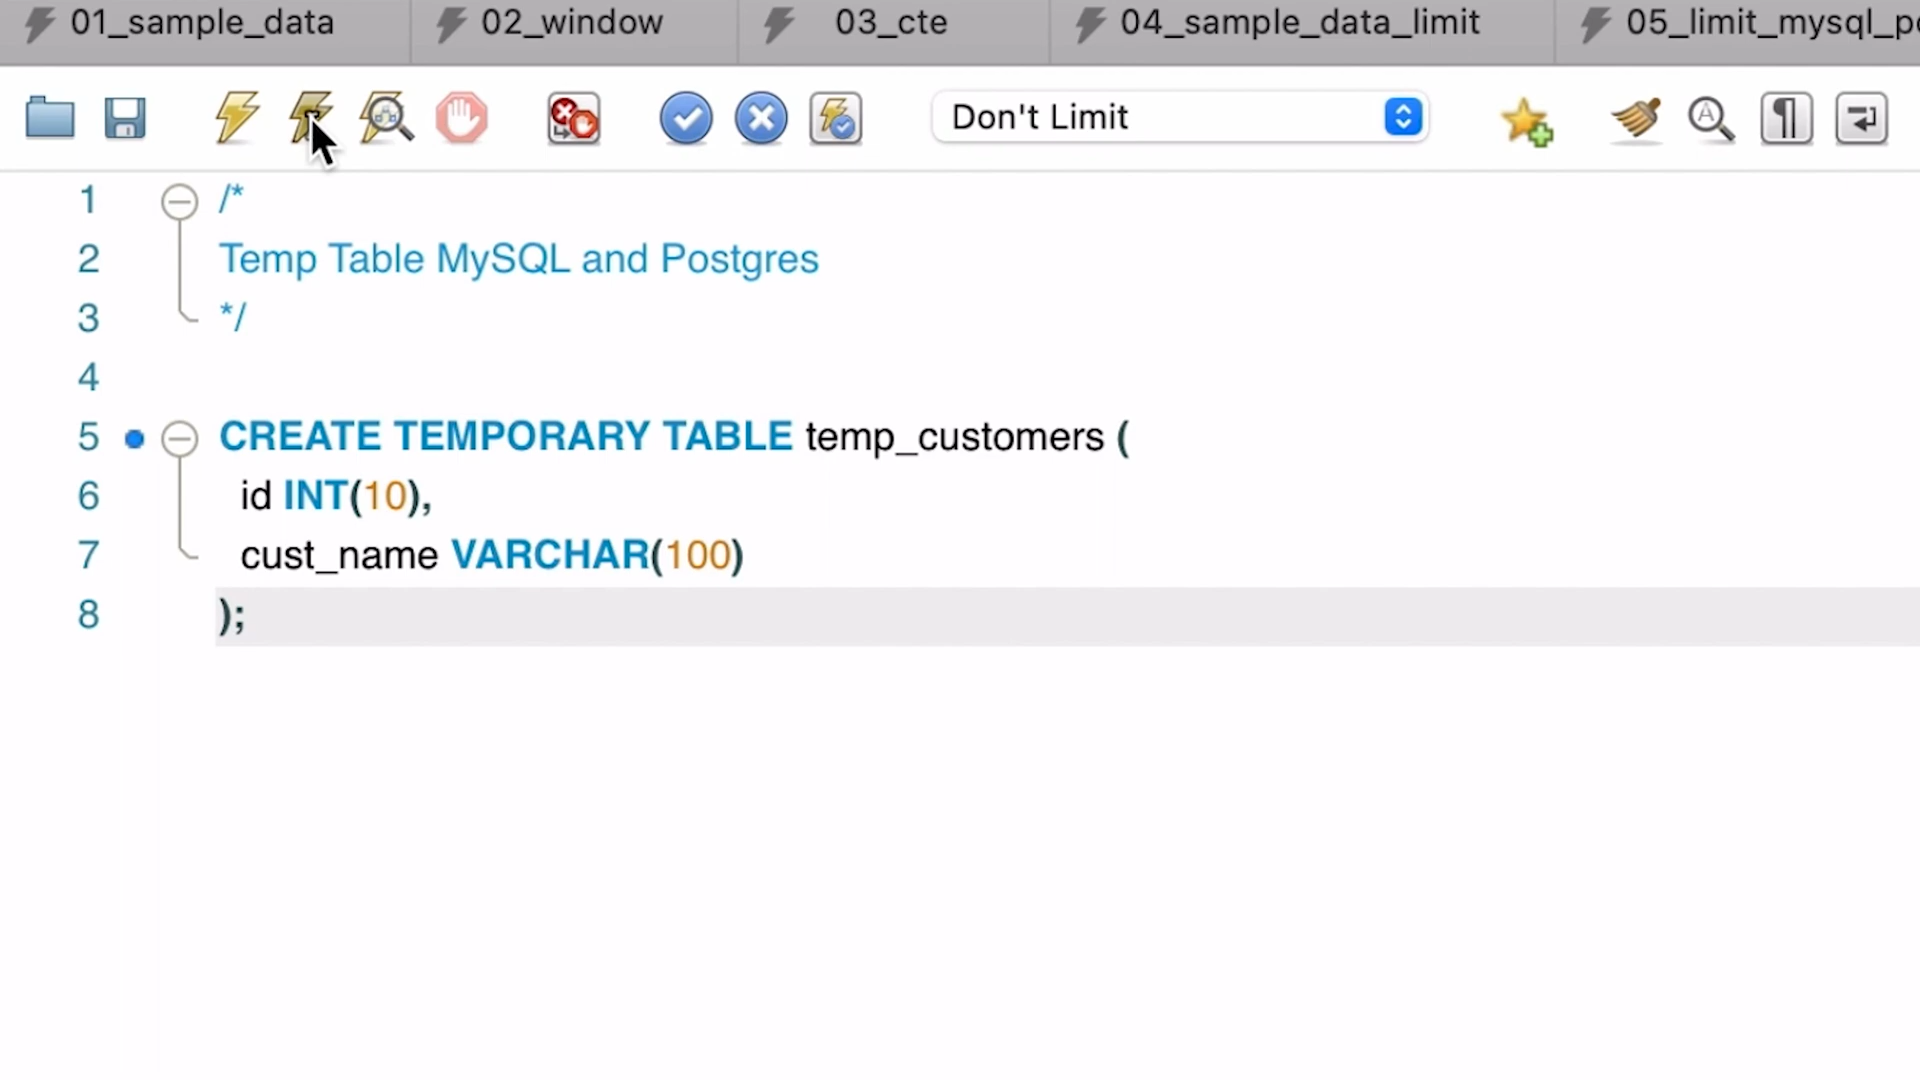 01_sample_data 02_window 03_cte 04_sample_data_limit 05_limit_mysql_p
Don't Limit
1 /*
2 Temp Table MySQL and Postgres
3 */
4
5 CREATE TEMPORARY TABLE temp_customers (
6 id INT(10),
7 cust_name VARCHAR(100)
8 );